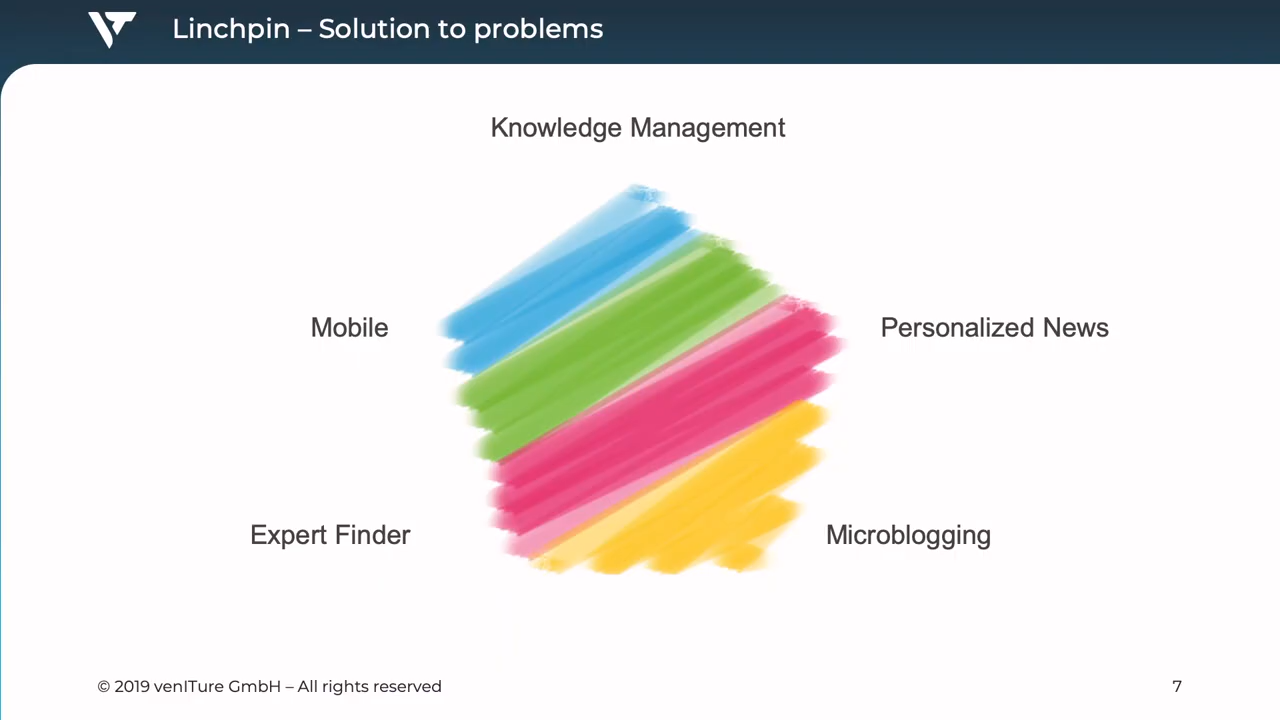 Linchpin – Solution to problems
Knowledge Management
Mobile
Personalized News
Expert Finder
Microblogging
© 2019 venITure GmbH – All rights reserved
7